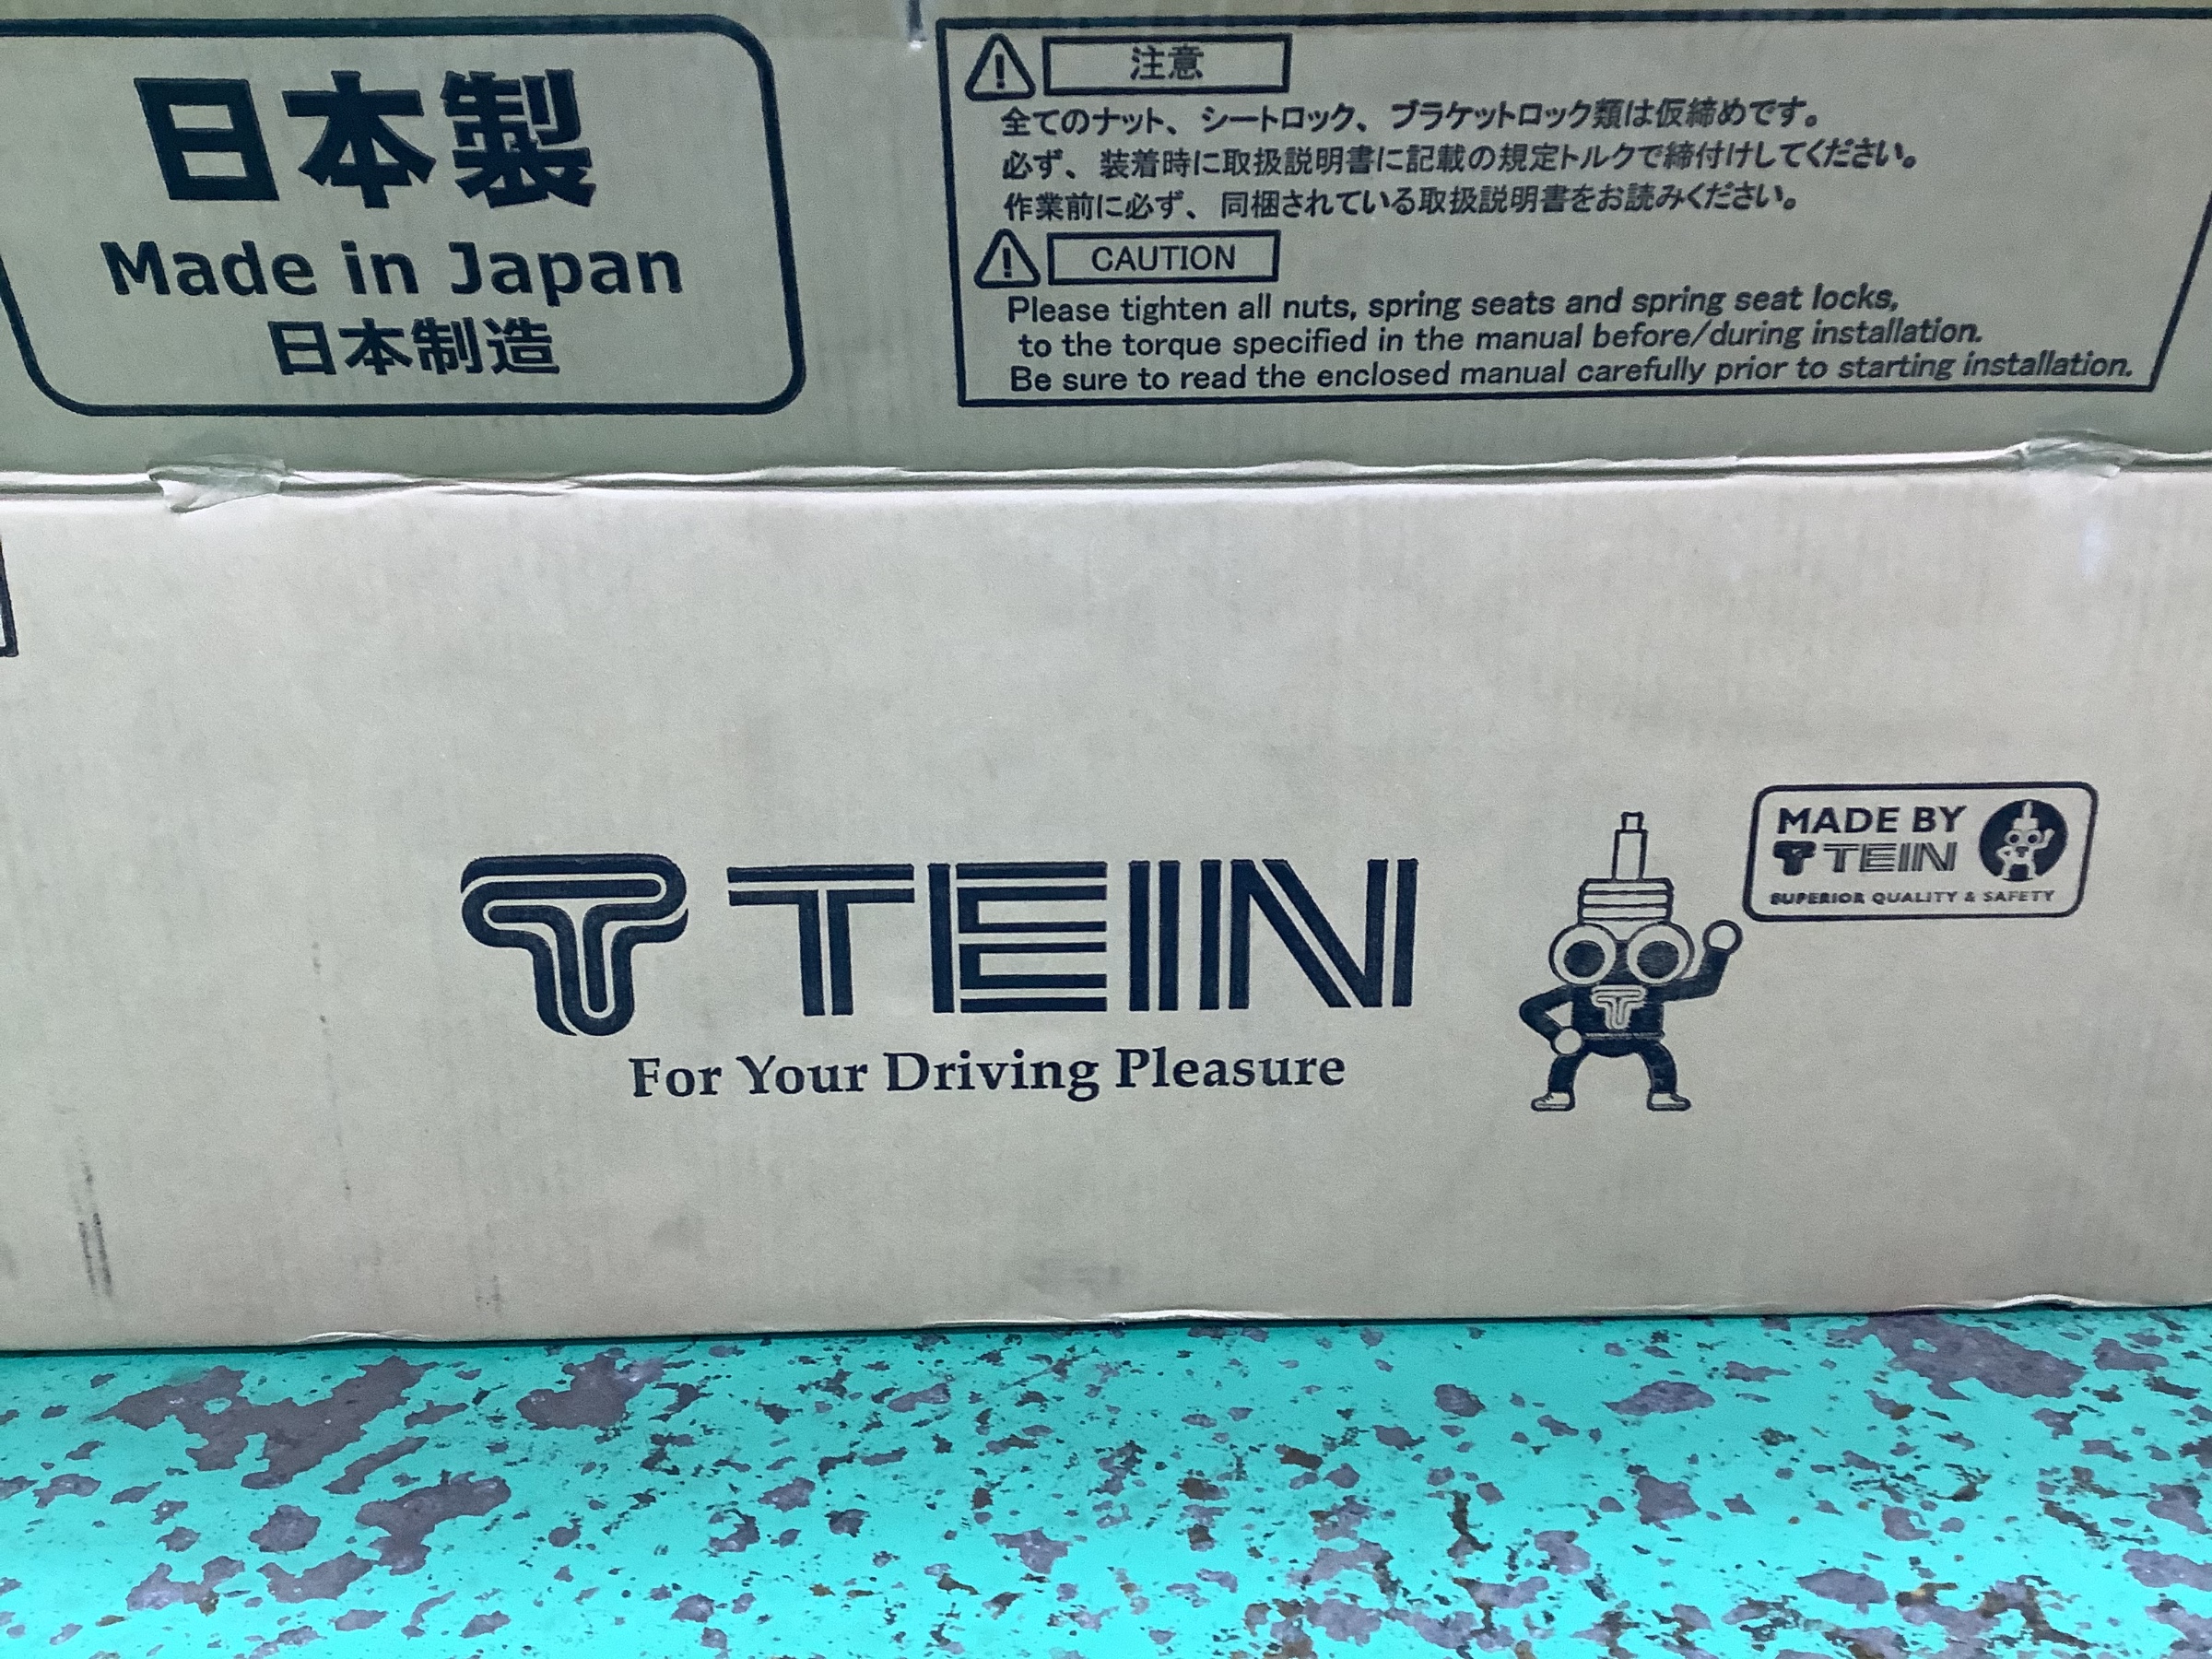 日本製
Made in Japan
日本制造
注意
全てのナット、シートロック、ブラケットロック類は仮締めです。
必ず、装着時に取扱説明書に記載の規定トルクで締付けしてください。
作業前に必ず、同梱されている取扱説明書をお読みください。
CAUTION
Please tighten all nuts, spring seats and spring seat locks,
to the torque specified in the manual before/during installation.
Be sure to read the enclosed manual carefully prior to starting installation.
TEIN
For Your Driving Pleasure
MADE BY
TEIN
SUPERIOR QUALITY & SAFETY